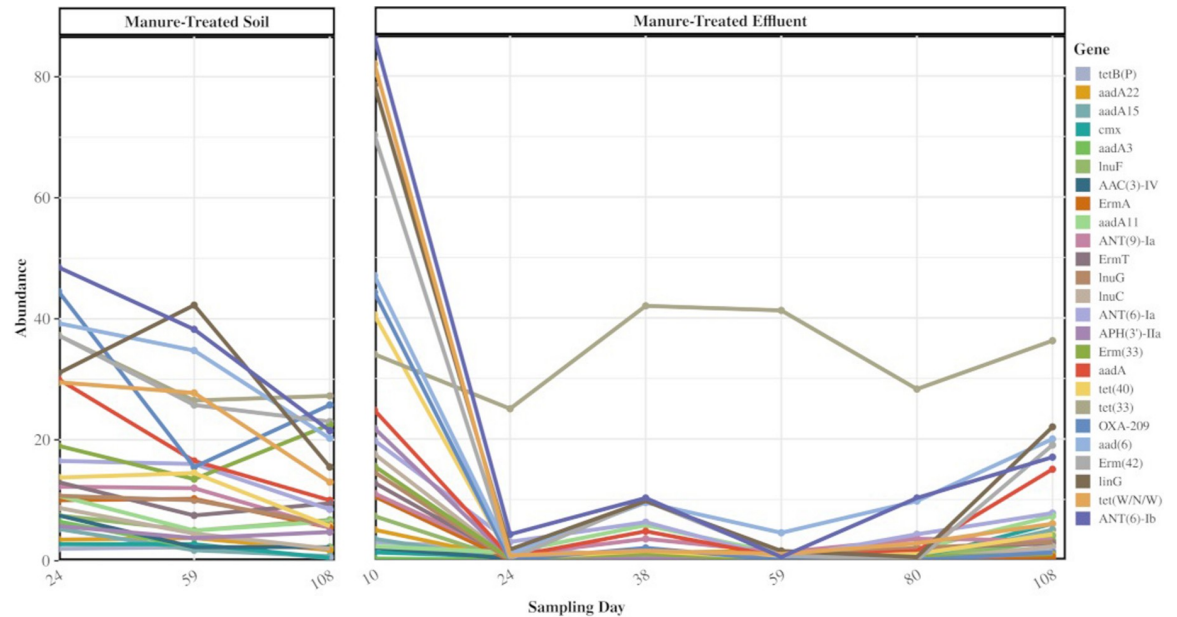 Manure-Treated Soil
Manure-Treated Effluent
Gene
tetB(P)
aadA22
aadA15
cmx
aadA3
lnuF
AAC(3)-IV
ErmA
aadA11
ANT(9)-Ia
ErmT
lnuG
lnuC
ANT(6)-Ia
APH(3')-IIa
Erm(33)
aadA
tet(40)
tet(33)
OXA-209
aad(6)
Erm(42)
linG
tet(W/N/W)
ANT(6)-Ib
Abundance
80
60
40
20
0
24 59 108
10 24 38 59 80 108
Sampling Day